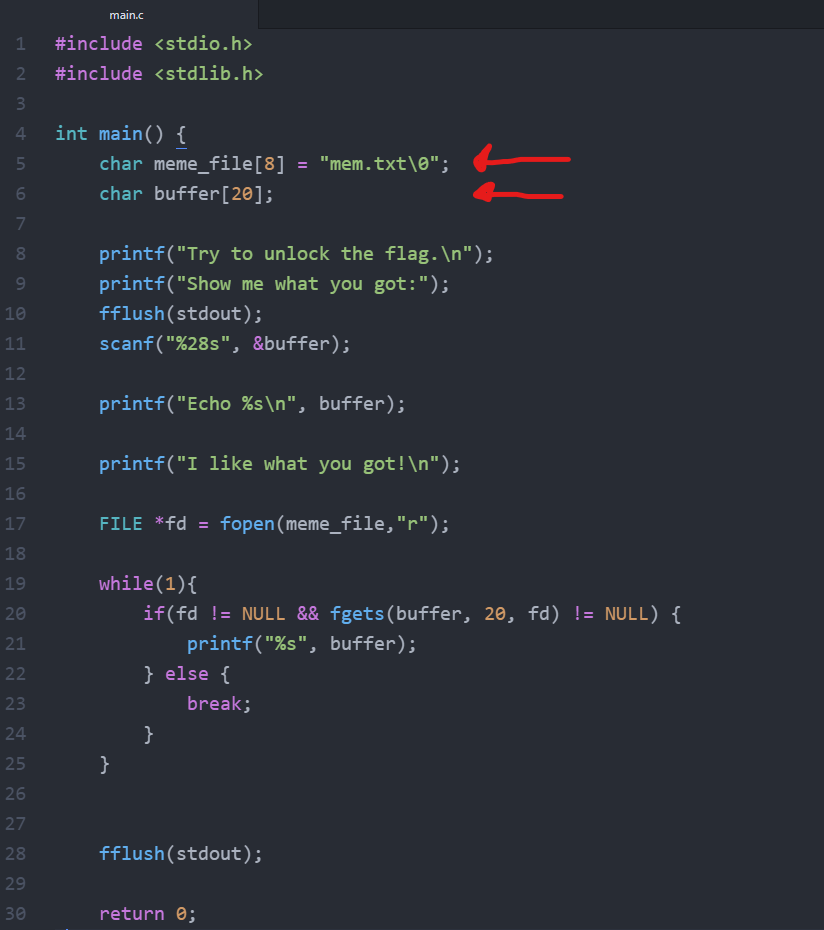 main.c
1 #include <stdio.h>
2 #include <stdlib.h>
3
4 int main() {
5     char meme_file[8] = "mem.txt\0";
6     char buffer[20];
7
8     printf("Try to unlock the flag.\n");
9     printf("Show me what you got:");
10     fflush(stdout);
11     scanf("%28s", &buffer);
12
13     printf("Echo %s\n", buffer);
14
15     printf("I like what you got!\n");
16
17     FILE *fd = fopen(meme_file,"r");
18
19     while(1){
20         if(fd != NULL && fgets(buffer, 20, fd) != NULL) {
21             printf("%s", buffer);
22         } else {
23             break;
24         }
25     }
26
27
28     fflush(stdout);
29
30     return 0;